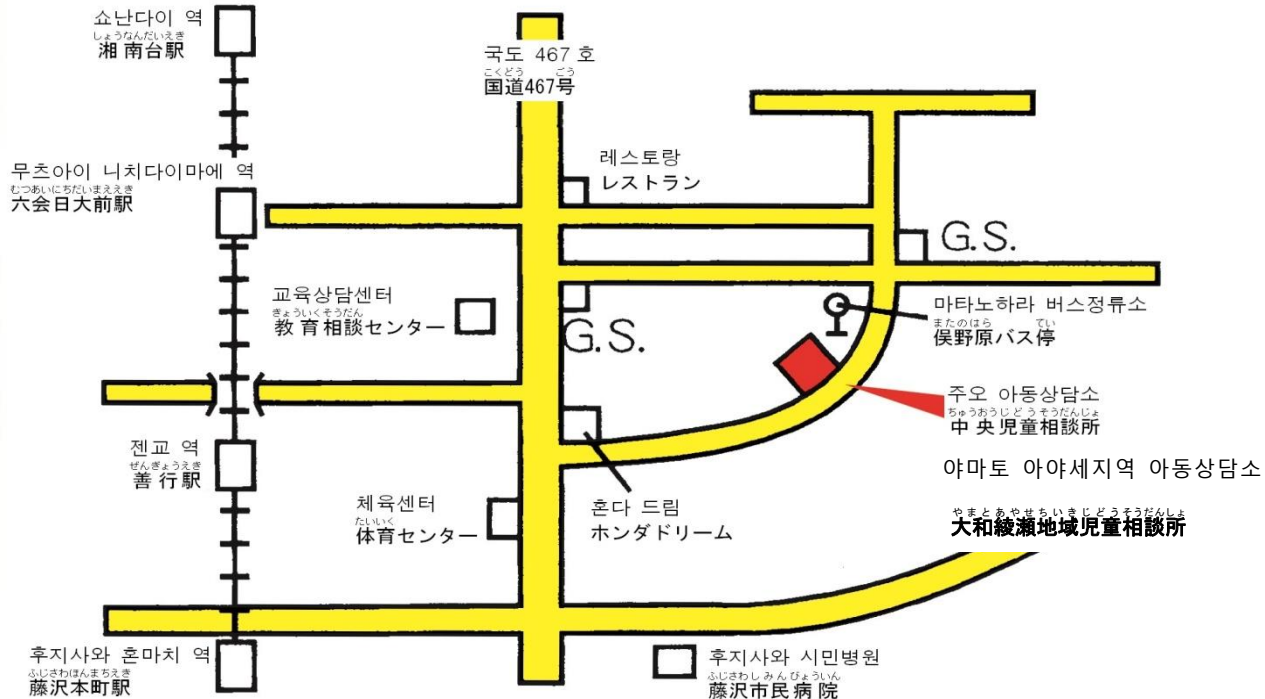 쇼난다이 역
しょうなんだいえき
湘南台駅
국도 467 호
こくどう ごう
国道467号
무츠아이 니치다이마에 역
むつあいにちだいまええき
六会日大前駅
레스토랑
レストラン
G.S.
교육상담센터
きょういくそうだん
教育相談センター
G.S.
마타노하라 버스정류소
またのはら てい
俣野原バス停
주오 아동상담소
ちゅうおうじどうそうだんじょ
中央児童相談所
야마토 아야세지역 아동상담소
やまとあやせちいきじどうそうだんしょ
大和綾瀬地域児童相談所
젠교 역
ぜんぎょうえき
善行駅
체육센터
たいいく
体育センター
혼다 드림
ホンダドリーム
후지사와 혼마치 역
ふじさわほんまちえき
藤沢本町駅
후지사와 시민병원
ふじさわしみんびょういん
藤沢市民病院